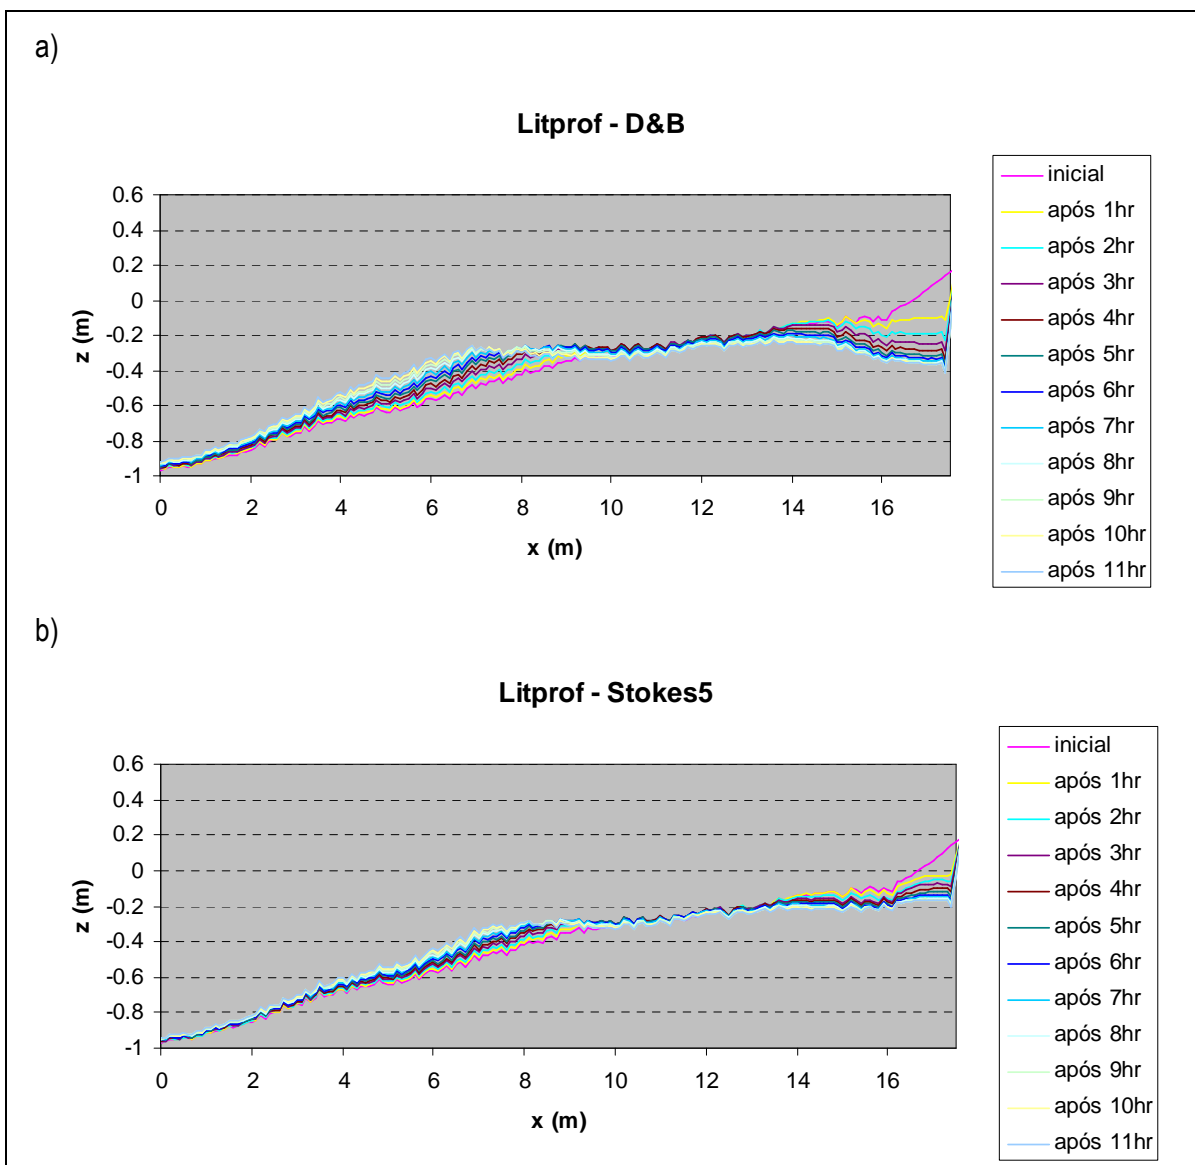 a)
Litprof - D&B
0.6
0.4
0.2
0
-0.2
-0.4
-0.6
-0.8
-1
z (m)
0 2 4 6 8 10 12 14 16
x (m)
inicial
após 1hr
após 2hr
após 3hr
após 4hr
após 5hr
após 6hr
após 7hr
após 8hr
após 9hr
após 10hr
após 11hr
b)
Litprof - Stokes5
0.6
0.4
0.2
0
-0.2
-0.4
-0.6
-0.8
-1
z (m)
0 2 4 6 8 10 12 14 16
x (m)
inicial
após 1hr
após 2hr
após 3hr
após 4hr
após 5hr
após 6hr
após 7hr
após 8hr
após 9hr
após 10hr
após 11hr